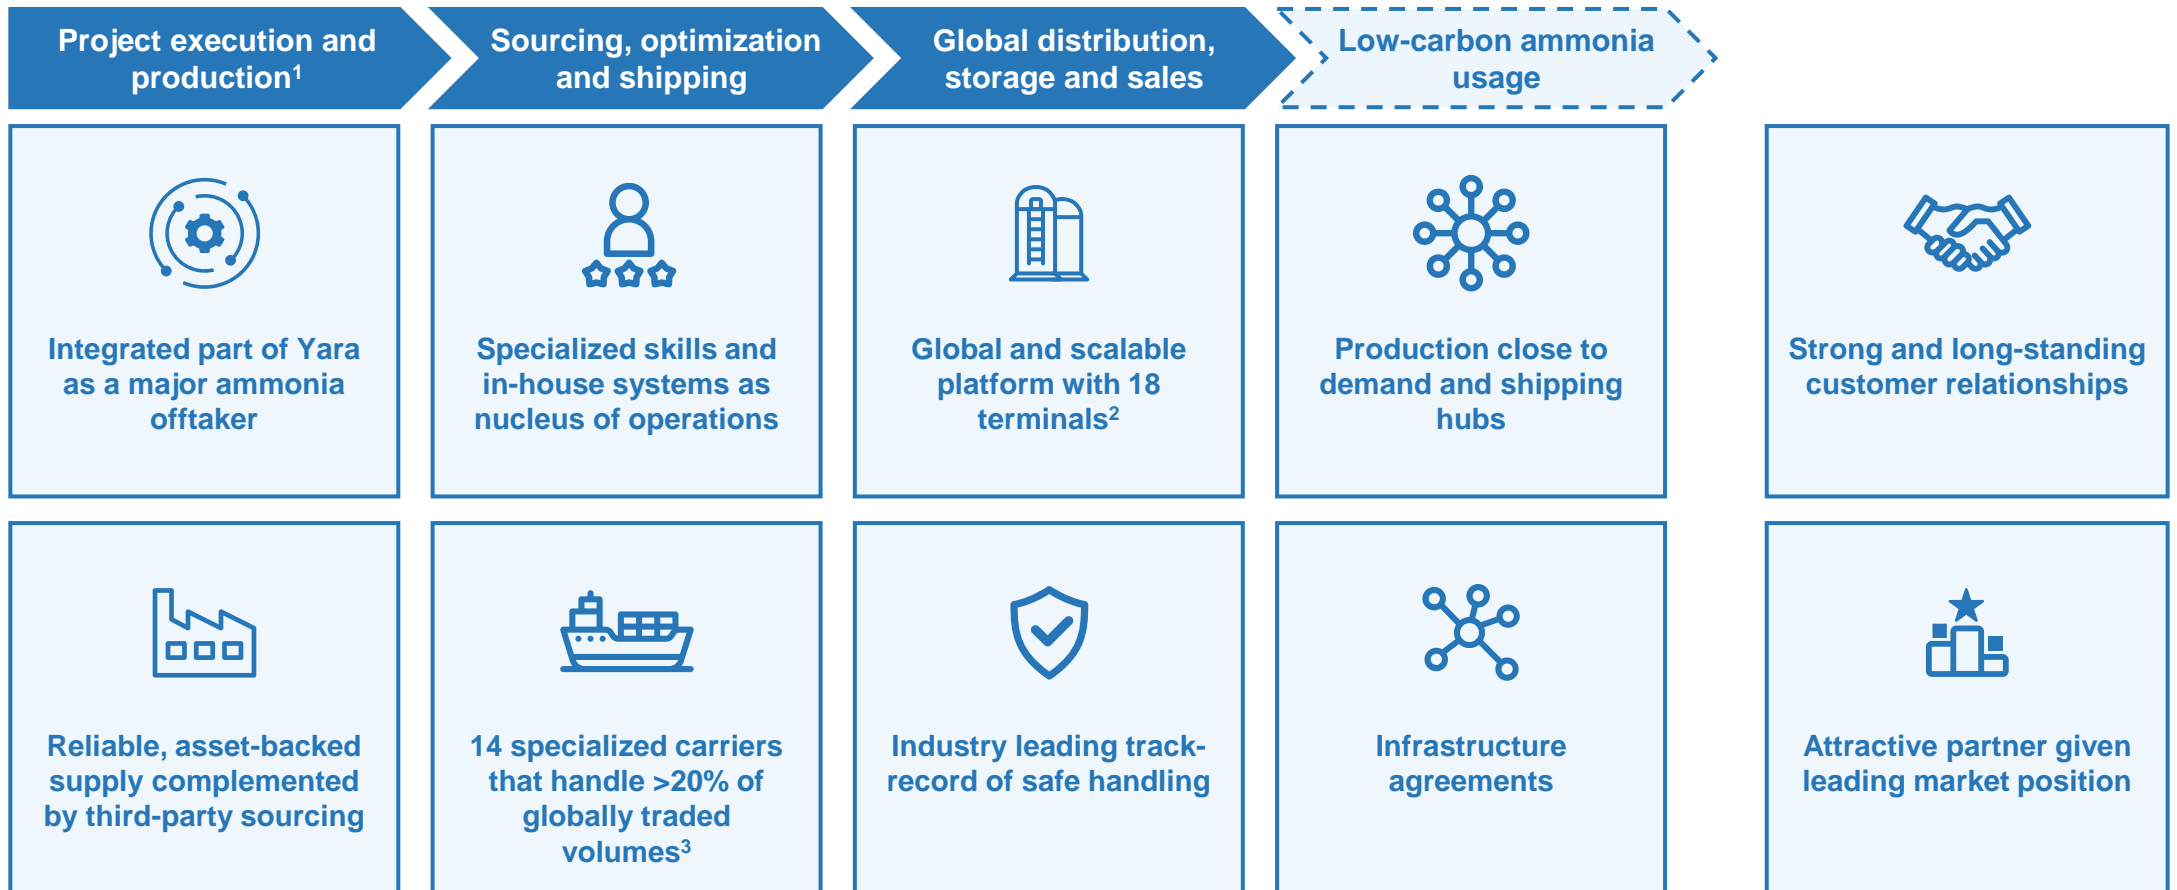 Project execution and
production1
Sourcing, optimization
and shipping
Global distribution,
storage and sales
Low-carbon ammonia
usage
Integrated part of Yara
as a major ammonia
offtaker
Specialized skills and
in-house systems as
nucleus of operations
Global and scalable
platform with 18
terminals2
Production close to
demand and shipping
hubs
Strong and long-standing
customer relationships
Reliable, asset-backed
supply complemented
by third-party sourcing
14 specialized carriers
that handle >20% of
globally traded
volumes3
Industry leading track-
record of safe handling
Infrastructure
agreements
Attractive partner given
leading market position